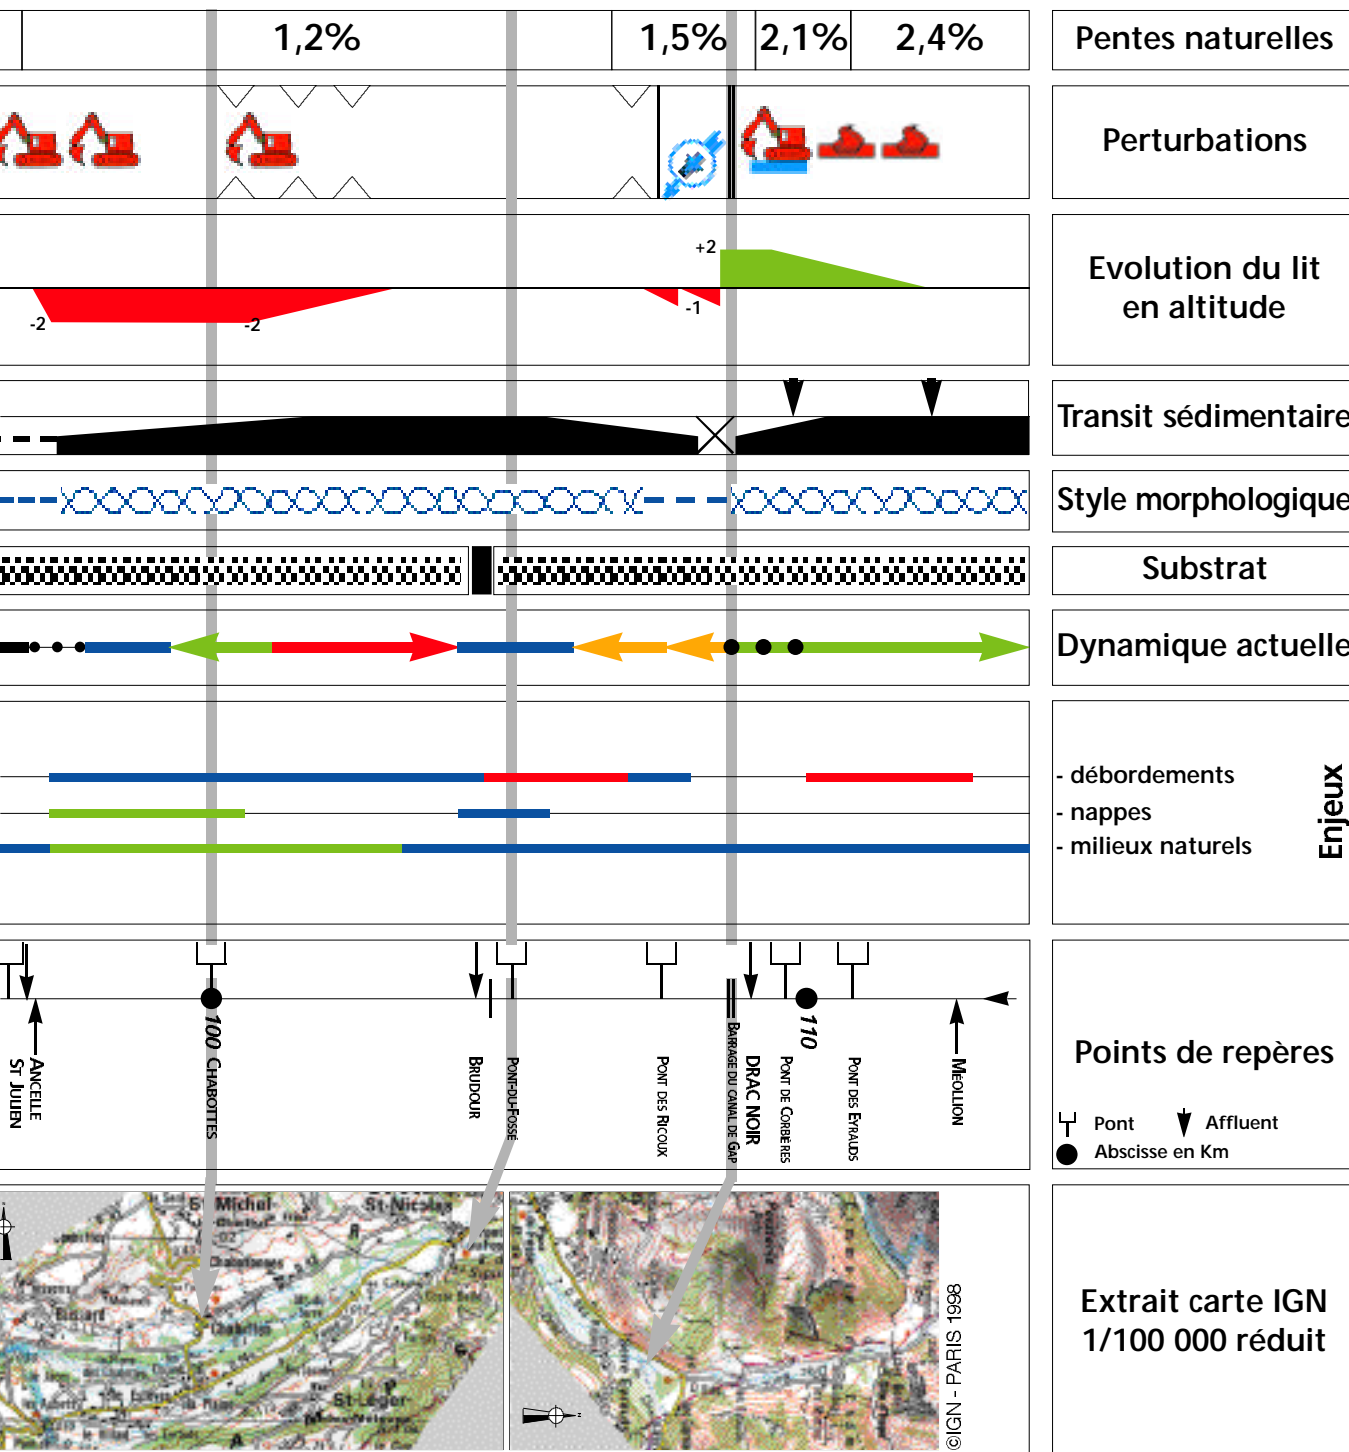 1,2%
1,5%
2,1%
2,4%
Pentes naturelles
Perturbations
+2
-2
-2
-1
Evolution du lit
en altitude
Transit sédimentaire
Style morphologique
Substrat
Dynamique actuelle
- débordements
- nappes
- milieux naturels
Enjeux
ST JULIEN
ANCELLE
100
CHABOTTES
BRUDOUR
PONT-DU-FOSSÉ
PONT DES RICOUX
BARRAGE DU CANAL DE GAP
DRAC NOIR
PONT DE CORBIÈRES
110
PONT DES EYRAUDS
MÉOLLION
Points de repères
Pont
Affluent
Abscisse en Km
St Michel
St-Nicolas
St-Léger
©IGN - PARIS 1998
Extrait carte IGN
1/100 000 réduit